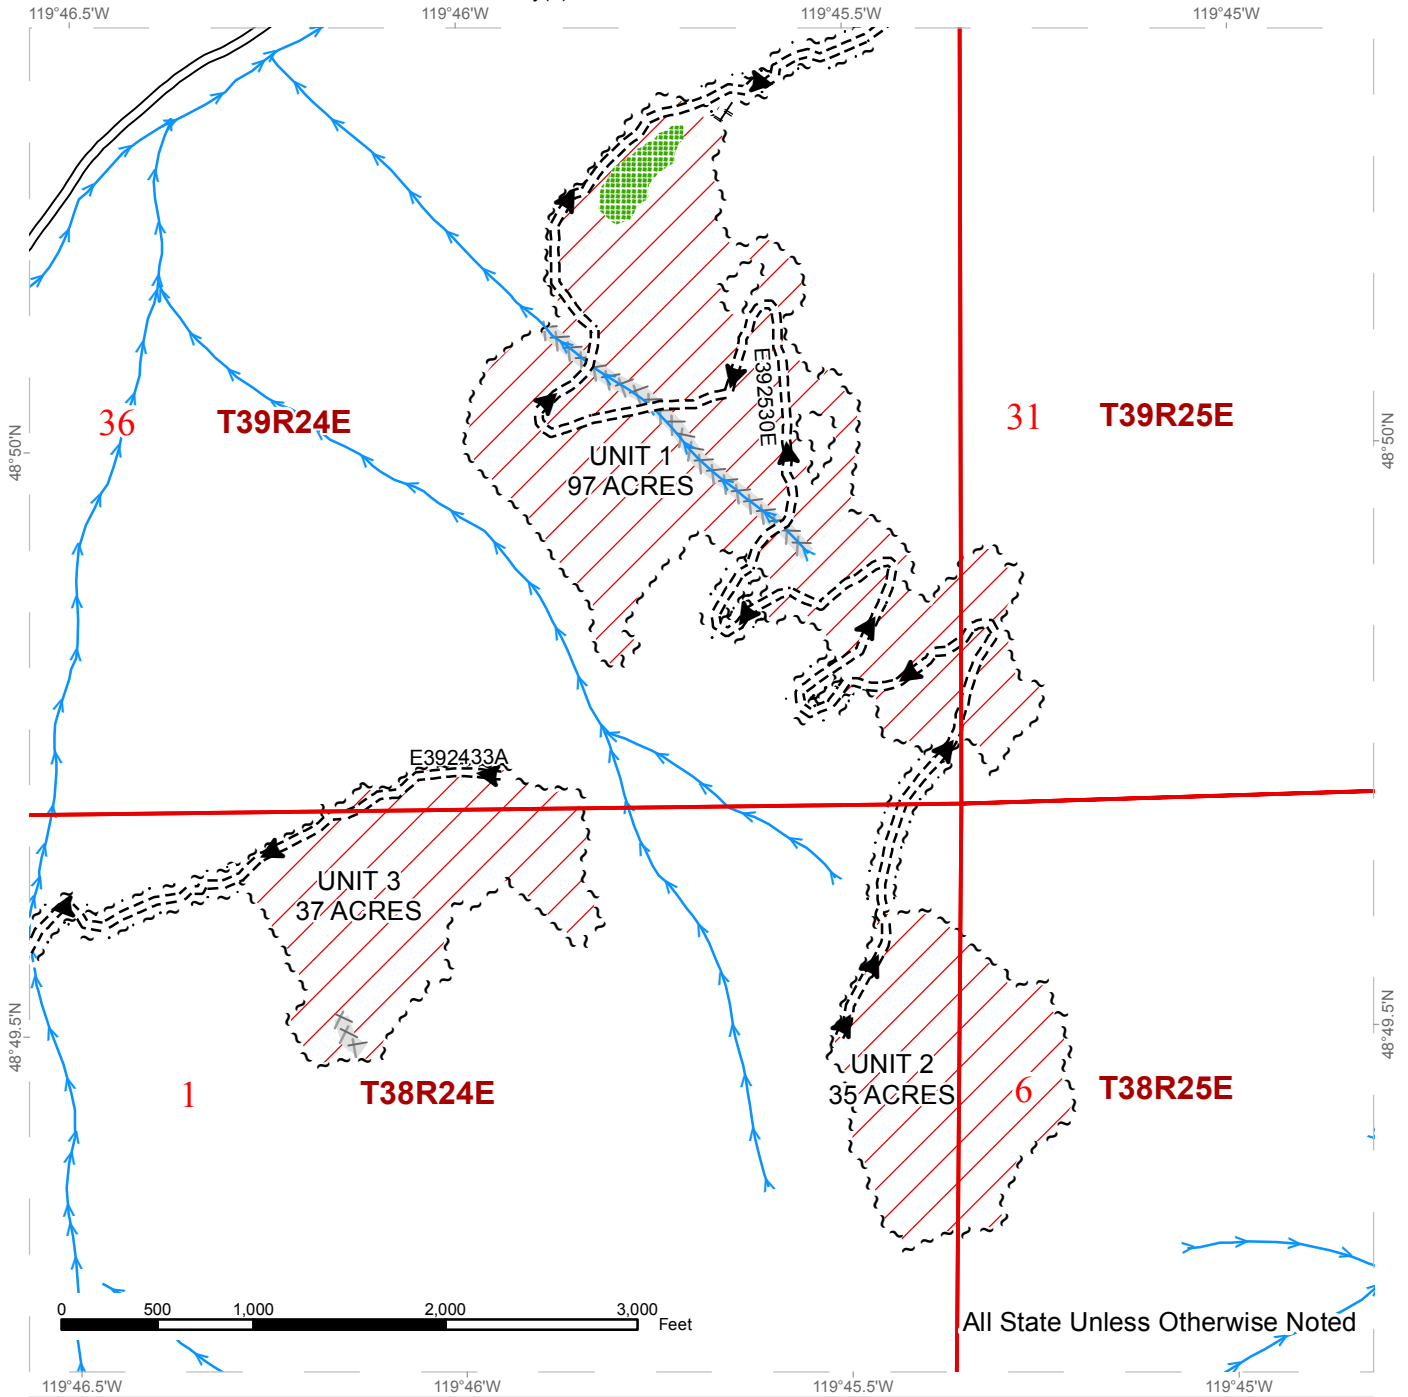 119°46.5'W 119°46'W 119°45.5'W 119°45'W
E392530E
36 T39R24E 31 T39R25E
48°50'N 48°50'N
UNIT 1
97 ACRES
E392433A
UNIT 3
37 ACRES
48°49.5'N 48°49.5'N
UNIT 2
35 ACRES
1 T38R24E 6 T38R25E
0 500 1,000 2,000 3,000
Feet
All State Unless Otherwise Noted
119°46.5'W 119°46'W 119°45.5'W 119°45'W